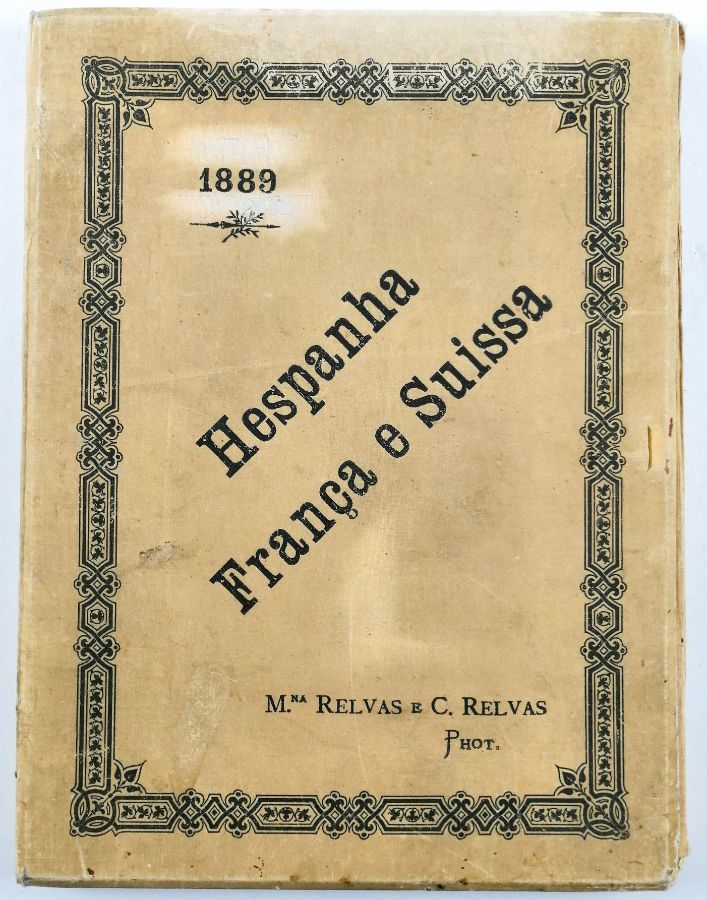 1889
Hespanha
França e Suissa
M.NA RELVAS E C. RELVAS
PHOT.